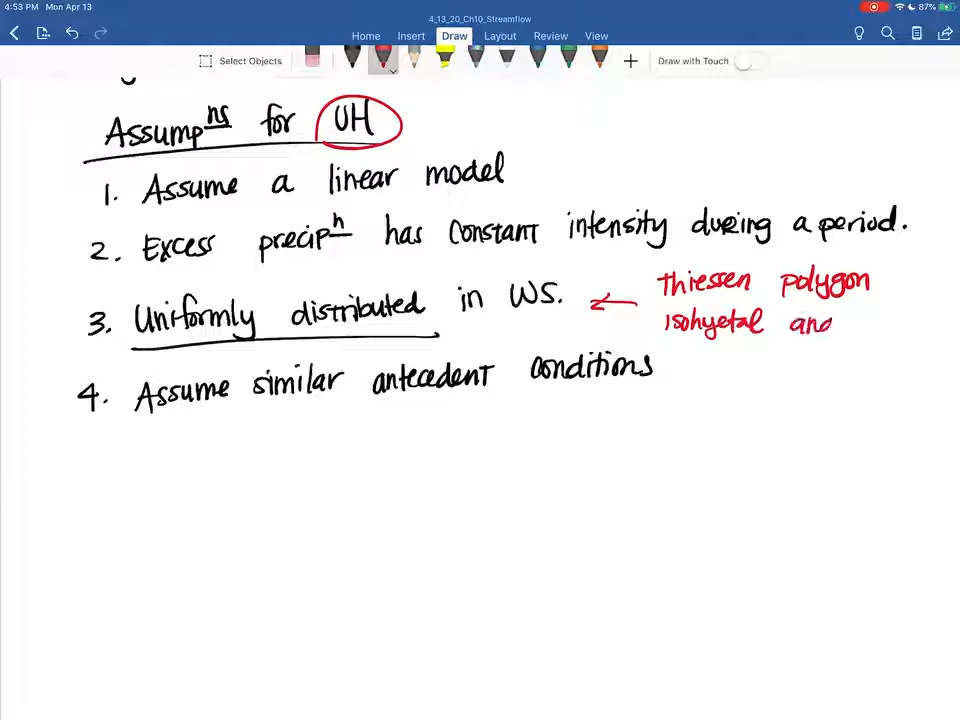 4:53 PM Mon Apr 13
87%
4_13_20_Ch10_Streamflow
Home Insert Draw Layout Review View
Select Objects
Draw with Touch
Assump^ns for UH
1. Assume a linear model
2. Excess precip^n has constant intensity during a period.
3. Uniformly distributed in WS. ← Thiessen polygon
isohyetal and
4. Assume similar antecedent conditions